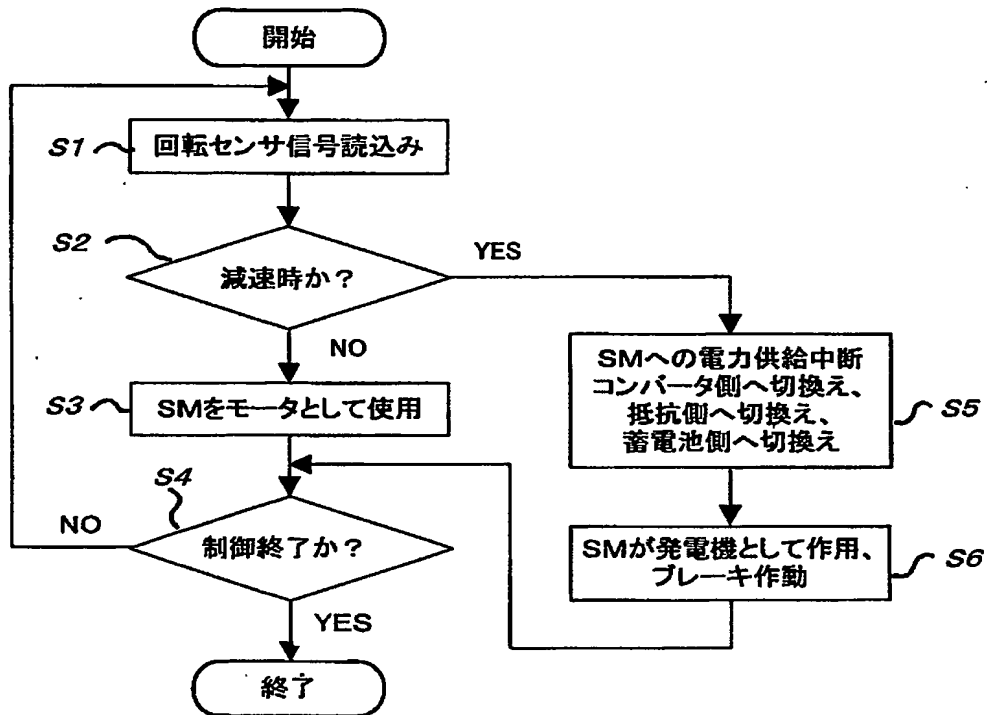 開始
S1
回転センサ信号読込み
S2
減速時か?
YES
NO
S3
SMをモータとして使用
SMへの電力供給中断
コンバータ側へ切換え、
抵抗側へ切換え、
蓄電池側へ切換え
S5
S4
NO
制御終了か?
YES
SMが発電機として作用、
ブレーキ作動
S6
終了